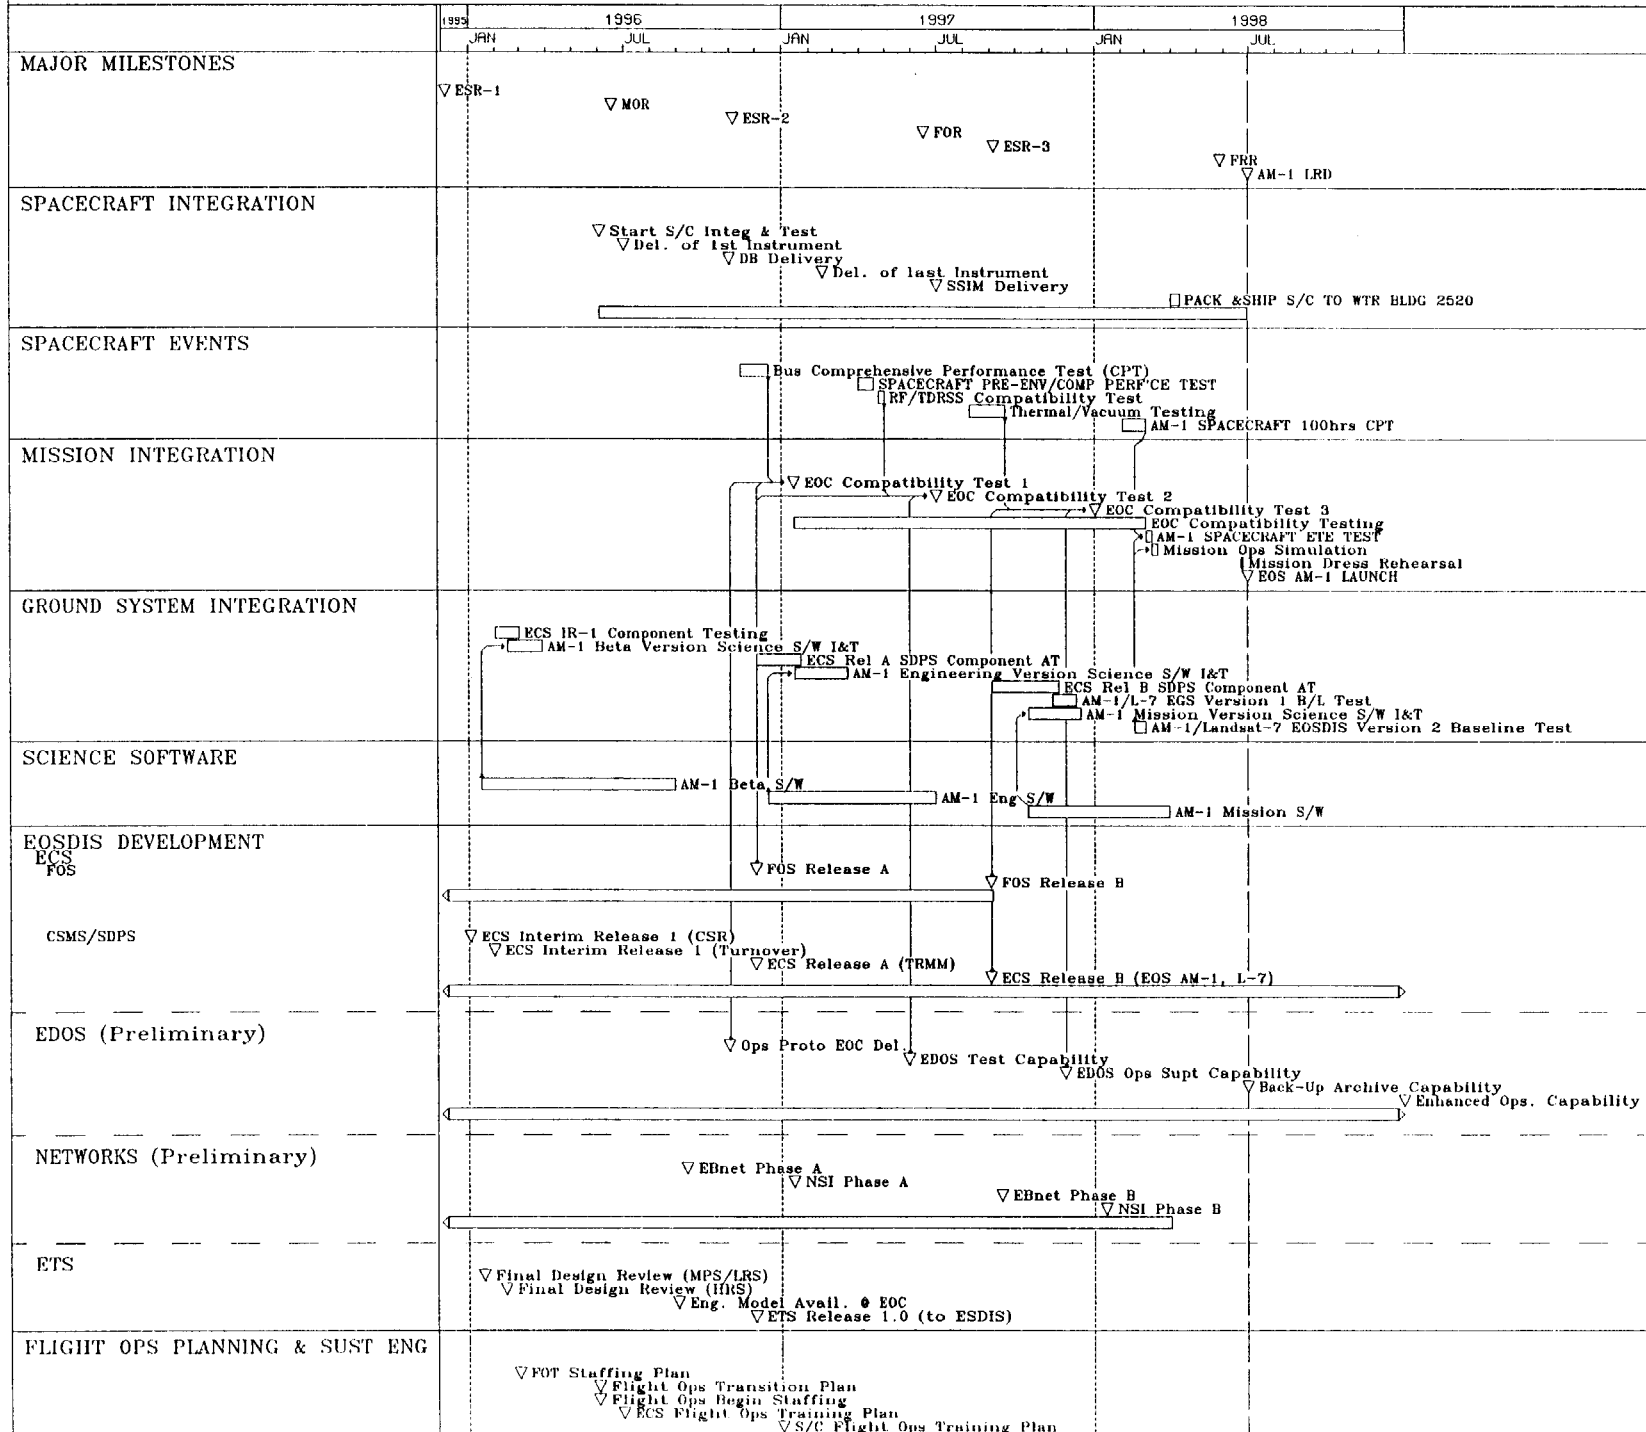 1995 1996 1997 1998
JAN JUL JAN JUL JAN JUL
MAJOR MILESTONES
ESR-1
MOR
ESR-2
FOR
ESR-3
FRR
AM-1 LRD
SPACECRAFT INTEGRATION
Start S/C Integ & Test
Del. of 1st Instrument
DB Delivery
Del. of last Instrument
SSIM Delivery
PACK &SHIP S/C TO WTR BLDG 2520
SPACECRAFT EVENTS
Bus Comprehensive Performance Test (CPT)
SPACECRAFT PRE-ENV/COMP PERF'CE TEST
RF/TDRSS Compatibility Test
Thermal/Vacuum Testing
AM-1 SPACECRAFT 100hrs CPT
MISSION INTEGRATION
EOC Compatibility Test 1
EOC Compatibility Test 2
EOC Compatibility Test 3
EOC Compatibility Testing
AM-1 SPACECRAFT ETE TEST
Mission Ops Simulation
Mission Dress Rehearsal
EOS AM-1 LAUNCH
GROUND SYSTEM INTEGRATION
ECS IR-1 Component Testing
AM-1 Beta Version Science S/W I&T
ECS Rel A SDPS Component AT
AM-1 Engineering Version Science S/W I&T
ECS Rel B SDPS Component AT
AM-1/L-7 EGS Version 1 B/L Test
AM-1 Mission Version Science S/W I&T
AM-1/Landsat-7 EOSDIS Version 2 Baseline Test
SCIENCE SOFTWARE
AM-1 Beta S/W
AM-1 Eng S/W
AM-1 Mission S/W
EOSDIS DEVELOPMENT
ECS
FOS
FOS Release A
FOS Release B
CSMS/SDPS
ECS Interim Release 1 (CSR)
ECS Interim Release 1 (Turnover)
ECS Release A (TRMM)
ECS Release B (EOS AM-1, L-7)
EDOS (Preliminary)
Ops Proto EOC Del.
EDOS Test Capability
EDOS Ops Supt Capability
Back-Up Archive Capability
Enhanced Ops. Capability
NETWORKS (Preliminary)
EBnet Phase A
NSI Phase A
EBnet Phase B
NSI Phase B
ETS
Final Design Review (MPS/LRS)
Final Design Review (HRS)
Eng. Model Avail. @ EOC
ETS Release 1.0 (to ESDIS)
FLIGHT OPS PLANNING & SUST ENG
FOT Staffing Plan
Flight Ops Transition Plan
Flight Ops Begin Staffing
ECS Flight Ops Training Plan
S/C Flight Ops Training Plan